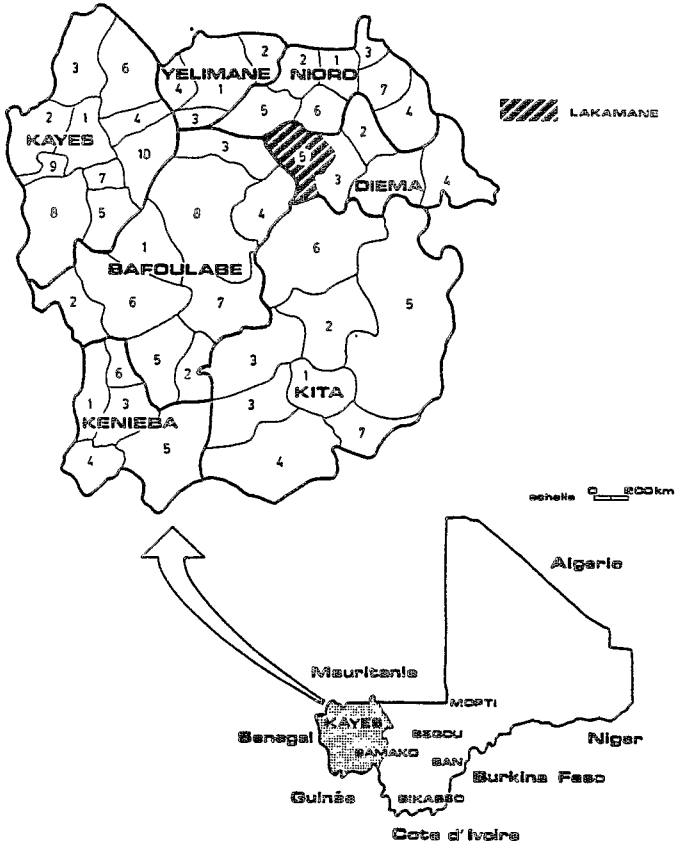 2
3
6
2
1
3
YELIMANE
NIORO
4
1
7
2
1
4
3
5
6
4
KAYES
10
3
2
LAKAMANE
9
7
5
3
DIEMA
4
8
5
8
4
1
6
BAFOULABE
2
6
7
5
2
5
3
6
2
1
1
3
3
KITA
KENIEBA
5
7
4
4
echelle 0 200km
Algerie
Mauritanie
MOPTI
KAYES
Senegal
SEGOU
Niger
BAMAKO
SAN
Burkina Faso
Guinée
SIKASSO
Cote d'Ivoire